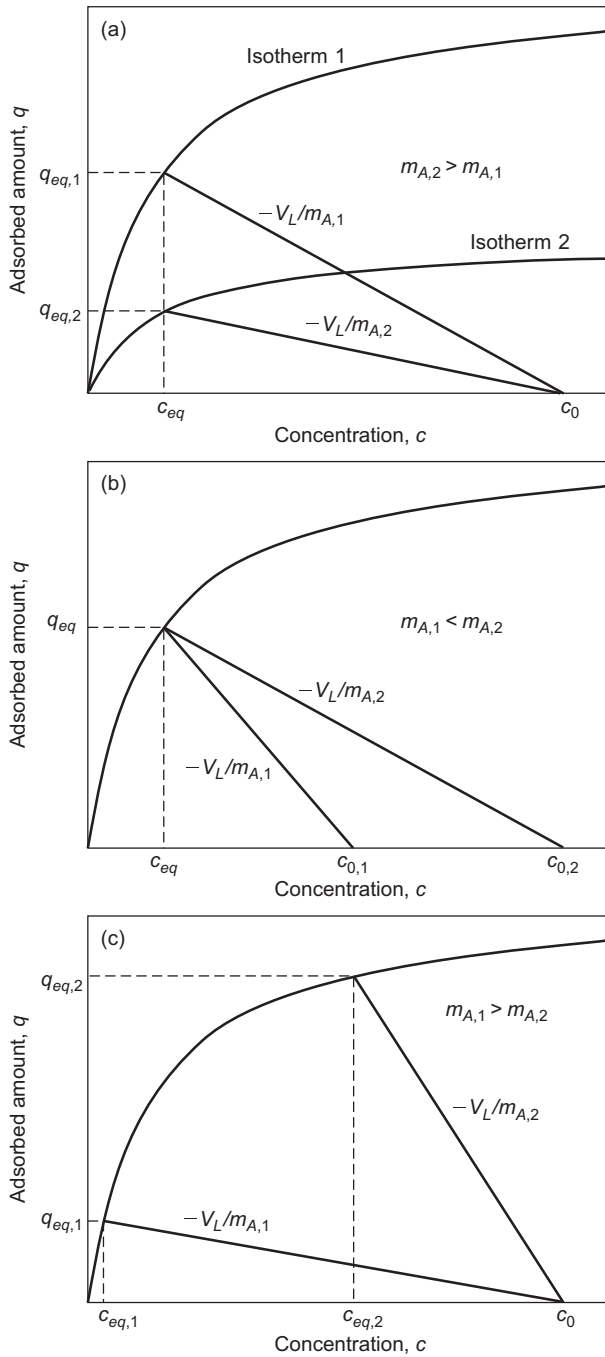 (a)
Isotherm 1
q_eq,1
m_A,2 > m_A,1
−V_L/m_A,1
Isotherm 2
q_eq,2
−V_L/m_A,2
Adsorbed amount, q
c_eq
c_0
Concentration, c
(b)
q_eq
m_A,1 < m_A,2
−V_L/m_A,2
−V_L/m_A,1
Adsorbed amount, q
c_eq
c_0,1
c_0,2
Concentration, c
(c)
q_eq,2
m_A,1 > m_A,2
−V_L/m_A,2
q_eq,1
−V_L/m_A,1
Adsorbed amount, q
c_eq,1
c_eq,2
c_0
Concentration, c